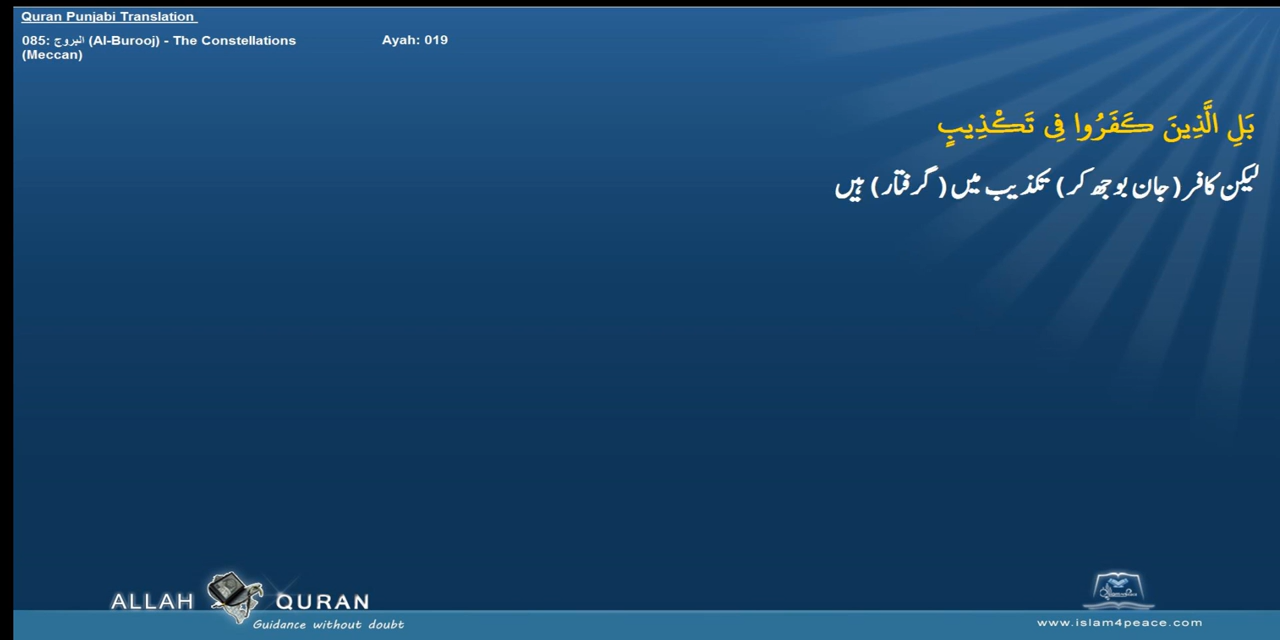 Quran Punjabi Translation
085: البروج (Al-Burooj) - The Constellations Ayah: 019
(Meccan)
بَلِ الَّذِينَ كَفَرُوا فِي تَكْذِيبٍ
لیکن کافر (جان بوجھ کر) تکذیب میں (گرفتار) ہیں
ALLAH QURAN
Guidance without doubt
www.islam4peace.com